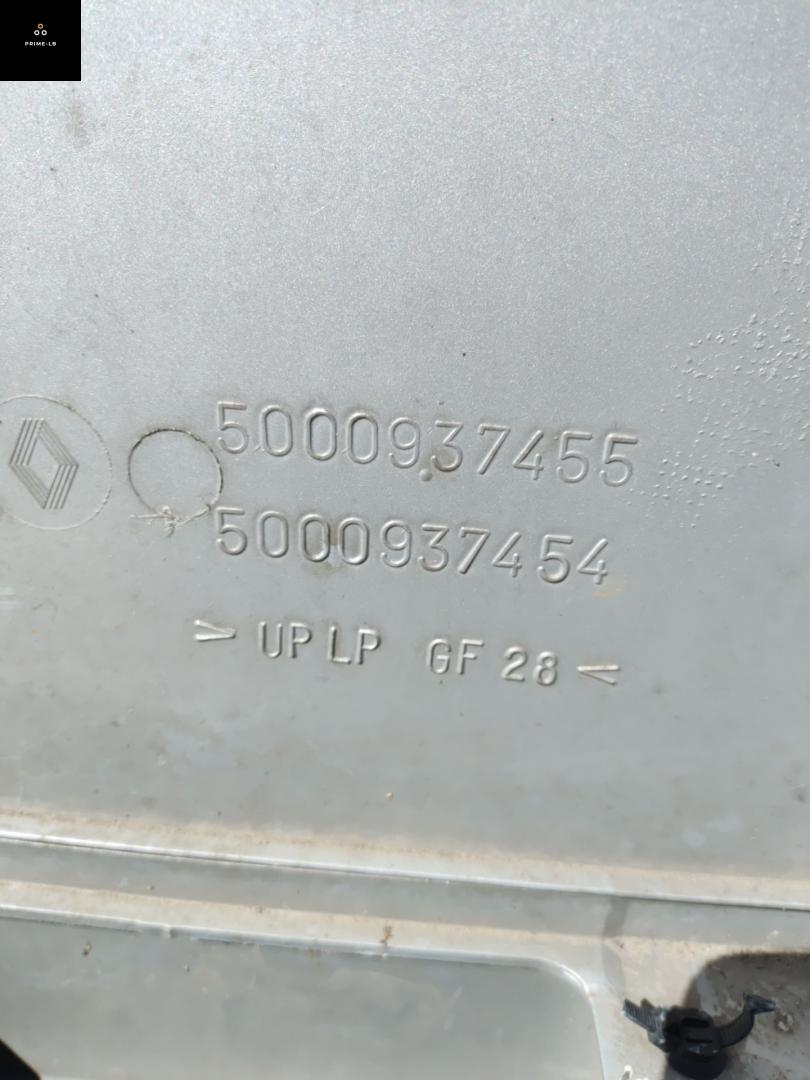 PRIME-LB
5000937455
5000937454
> UP LP GF 28 <